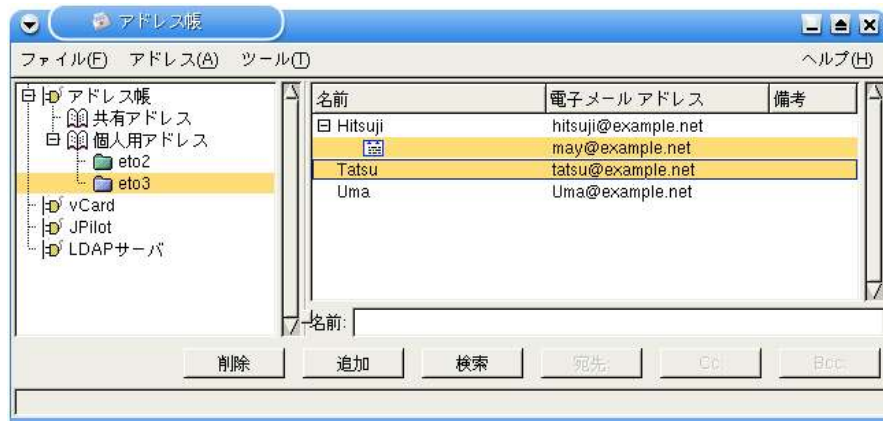 アドレス帳
ファイル(F) アドレス(A) ツール(T) ヘルプ(H)
アドレス帳
共有アドレス
個人用アドレス
eto2
eto3
vCard
JPilot
LDAPサーバ
名前 電子メール アドレス 備考
Hitsuji hitsuji@example.net
may@example.net
Tatsu tatsu@example.net
Uma Uma@example.net
名前:
削除 追加 検索 宛先: Cc: Bcc: